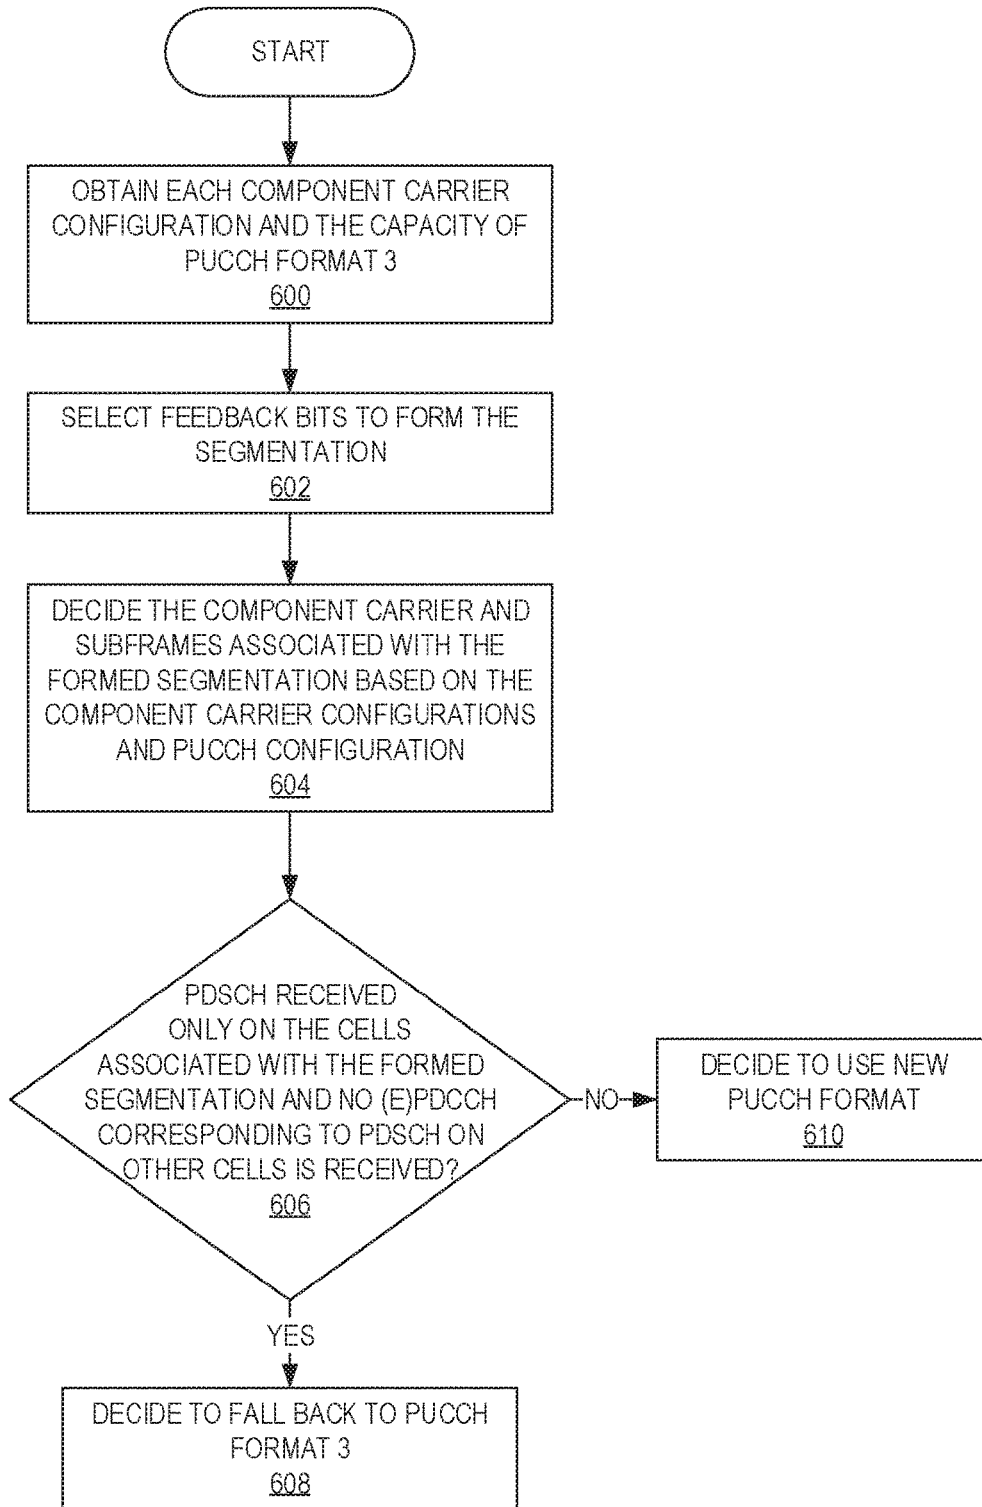 START
OBTAIN EACH COMPONENT CARRIER
CONFIGURATION AND THE CAPACITY OF
PUCCH FORMAT 3
600
SELECT FEEDBACK BITS TO FORM THE
SEGMENTATION
602
DECIDE THE COMPONENT CARRIER AND
SUBFRAMES ASSOCIATED WITH THE
FORMED SEGMENTATION BASED ON THE
COMPONENT CARRIER CONFIGURATIONS
AND PUCCH CONFIGURATION
604
PDSCH RECEIVED
ONLY ON THE CELLS
ASSOCIATED WITH THE FORMED
SEGMENTATION AND NO (E)PDCCH
CORRESPONDING TO PDSCH ON
OTHER CELLS IS RECEIVED?
606
NO
DECIDE TO USE NEW
PUCCH FORMAT
610
YES
DECIDE TO FALL BACK TO PUCCH
FORMAT 3
608